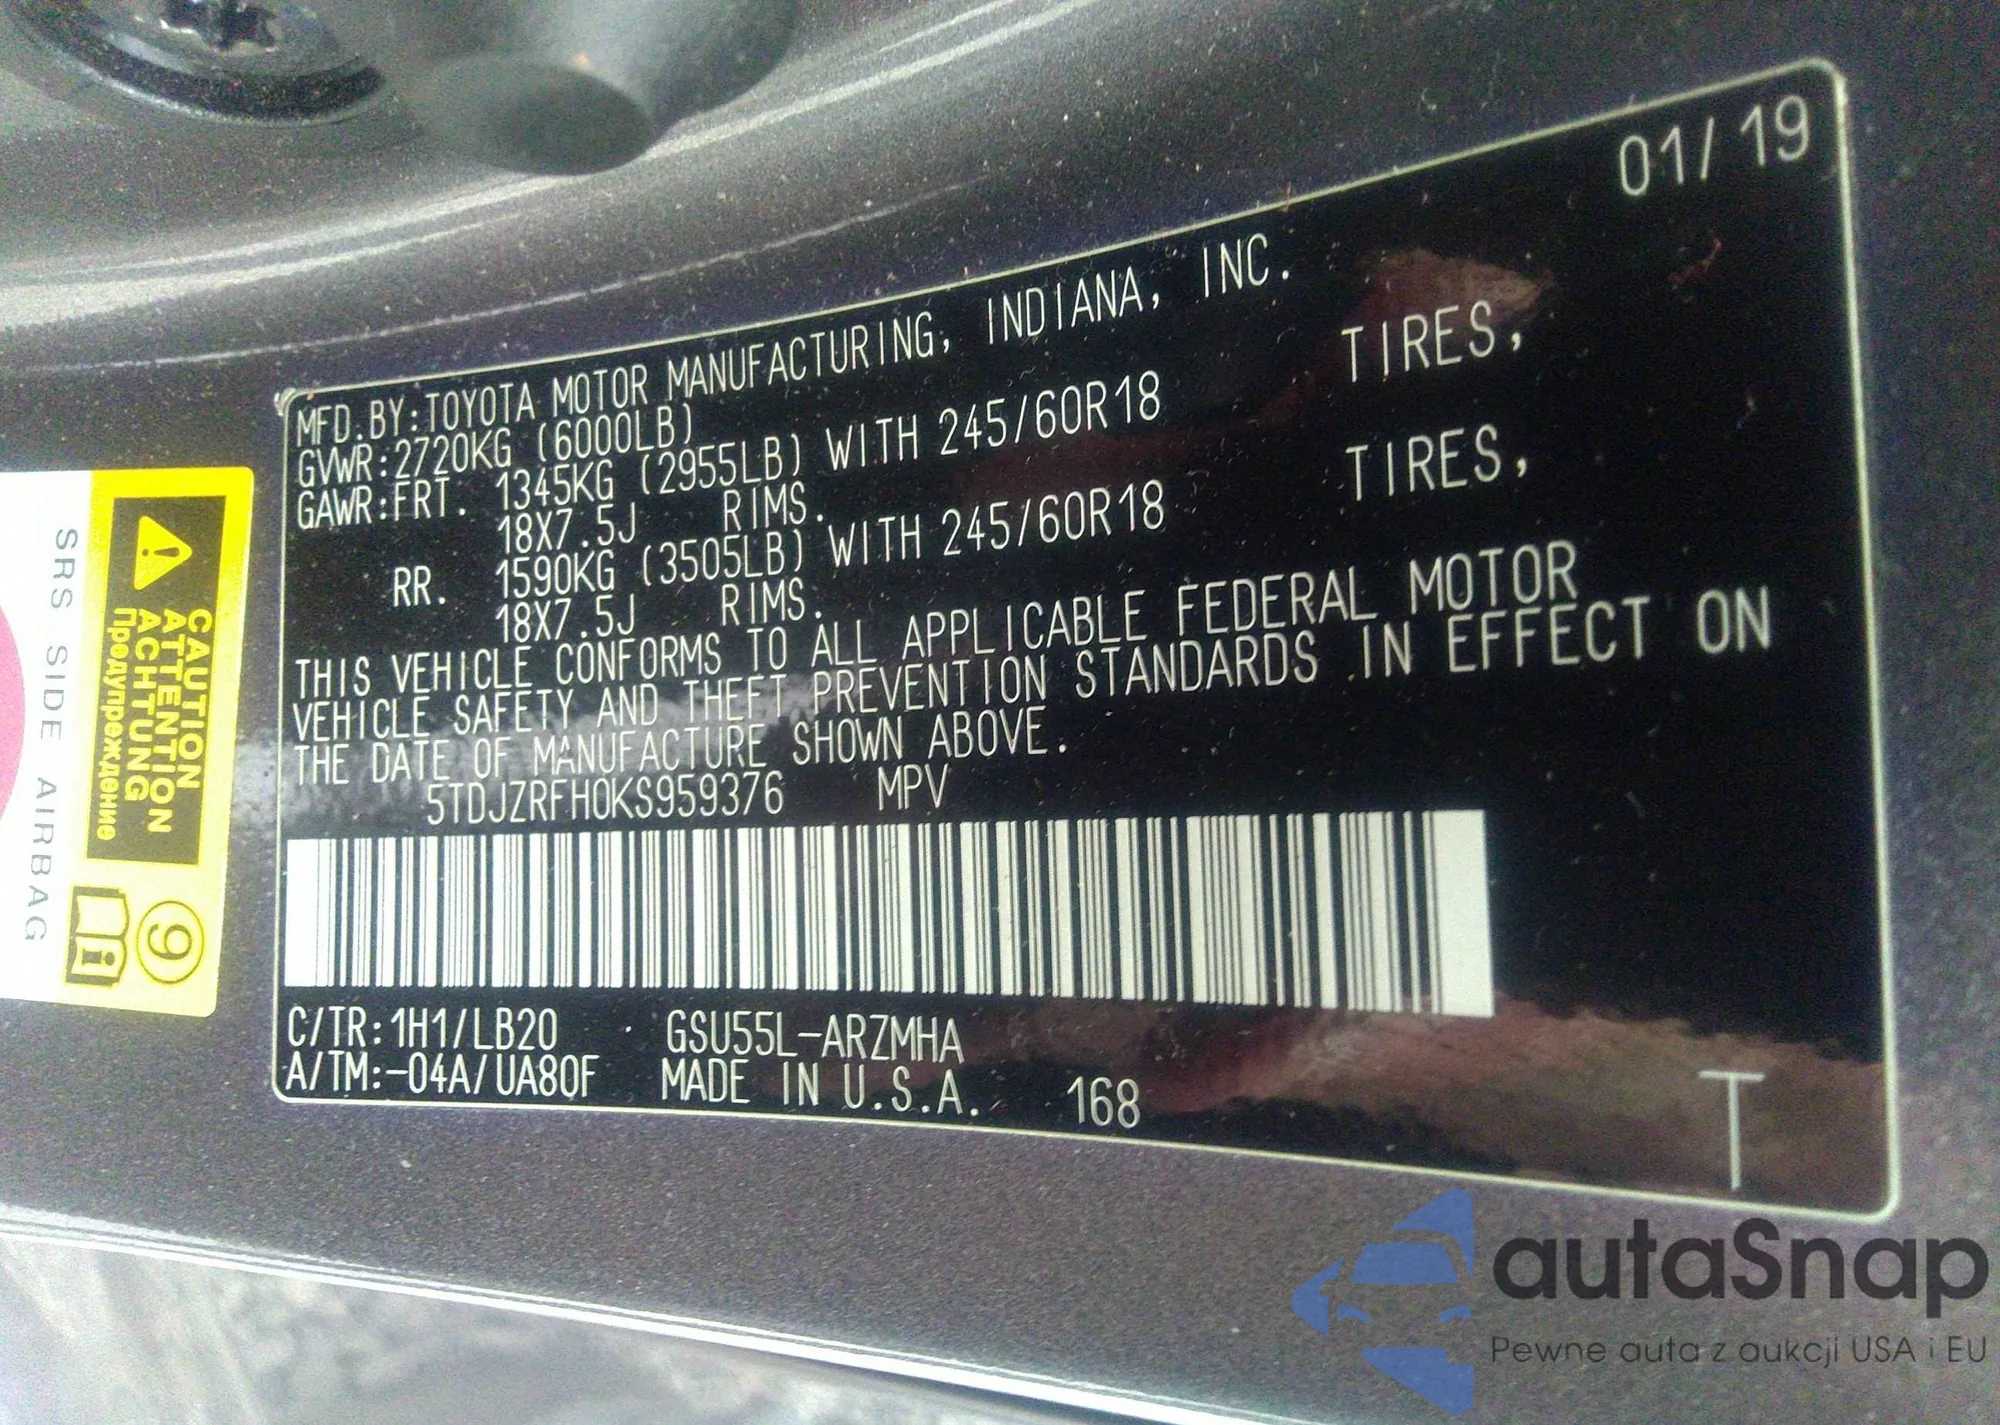 01/19
MFD.BY:TOYOTA MOTOR MANUFACTURING, INDIANA, INC.
GVWR:2720KG (6000LB)
GAWR:FRT. 1345KG (2955LB) WITH 245/60R18 TIRES,
18X7.5J RIMS.
RR. 1590KG (3505LB) WITH 245/60R18 TIRES,
18X7.5J RIMS.
THIS VEHICLE CONFORMS TO ALL APPLICABLE FEDERAL MOTOR
VEHICLE SAFETY AND THEFT PREVENTION STANDARDS IN EFFECT ON
THE DATE OF MANUFACTURE SHOWN ABOVE.
5TDJZRFH0KS959376 MPV
C/TR:1H1/LB20 GSU55L-ARZMHA
A/TM:-04A/UA80F MADE IN U.S.A. 168
T
CAUTION
ATTENTION
ACHTUNG
Предупреждение
9
i
SRS SIDE AIRBAG
autaSnap
Pewne auta z aukcji USA i EU